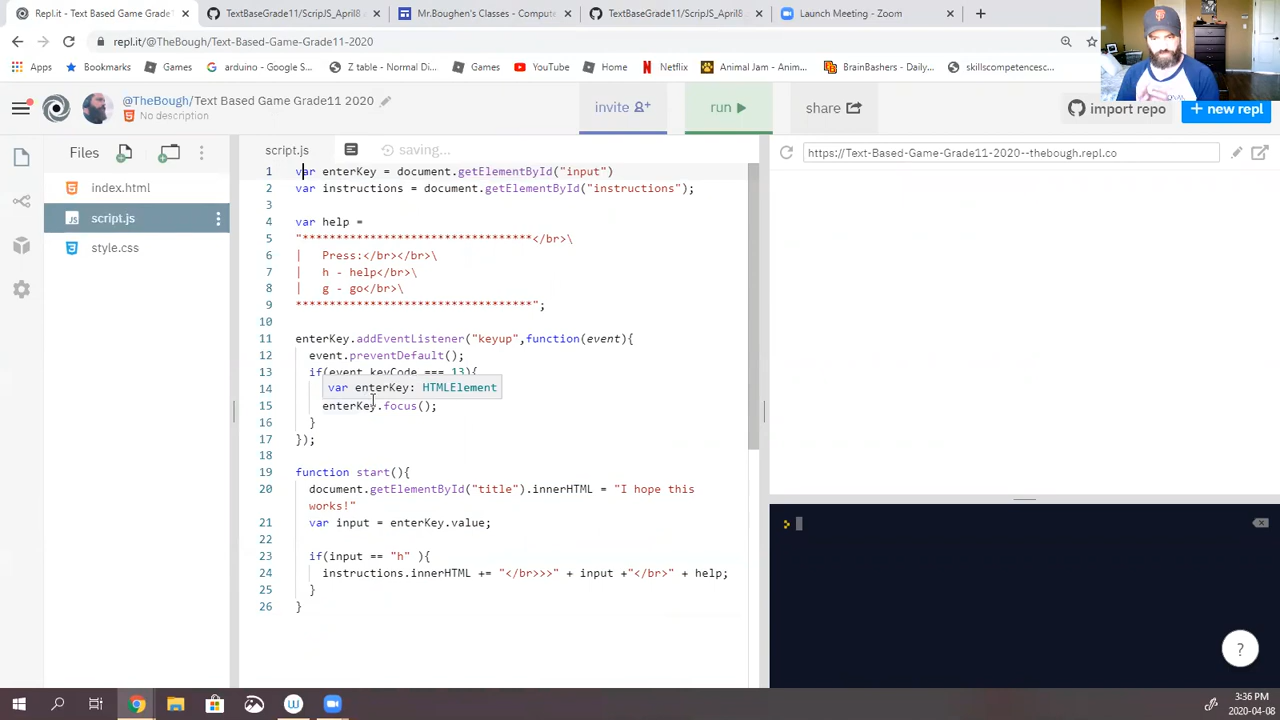 Repl.it - Text Based Game Grade1
TextBaseGrade11/ScripJS_April8
Mr.Boughen's Classes - Compute
TextBaseGrade11/ScripJS_April8
Launch Meeting - Zoom
repl.it/@TheBough/Text-Based-Game-Grade11-2020
Apps
Bookmarks
Games
arduino - Google S...
Z table - Normal Di...
Games
YouTube
Home
Netflix
Animal Jam - Anim...
BrainBashers - Daily...
skillscompetencesc...
@TheBough/Text Based Game Grade11 2020
No description
invite
run
share
import repo
+ new repl
Files
script.js
saving...
https://Text-Based-Game-Grade11-2020--thebough.repl.co
index.html
script.js
style.css
1 var enterKey = document.getElementById("input")
2 var instructions = document.getElementById("instructions");
3
4 var help =
5 "***********************************</br>\
6 | Press:</br></br>\
7 | h - help</br>\
8 | g - go</br>\
9 ***********************************";
10
11 enterKey.addEventListener("keyup",function(event){
12 event.preventDefault();
13 if(event.keyCode === 13){
14
var enterKey: HTMLElement
15 enterKey.focus();
16 }
17 });
18
19 function start(){
20 document.getElementById("title").innerHTML = "I hope this
works!"
21 var input = enterKey.value;
22
23 if(input == "h" ){
24 instructions.innerHTML += "</br>>>" + input +"</br>" + help;
25 }
26 }
?
3:36 PM
2020-04-08